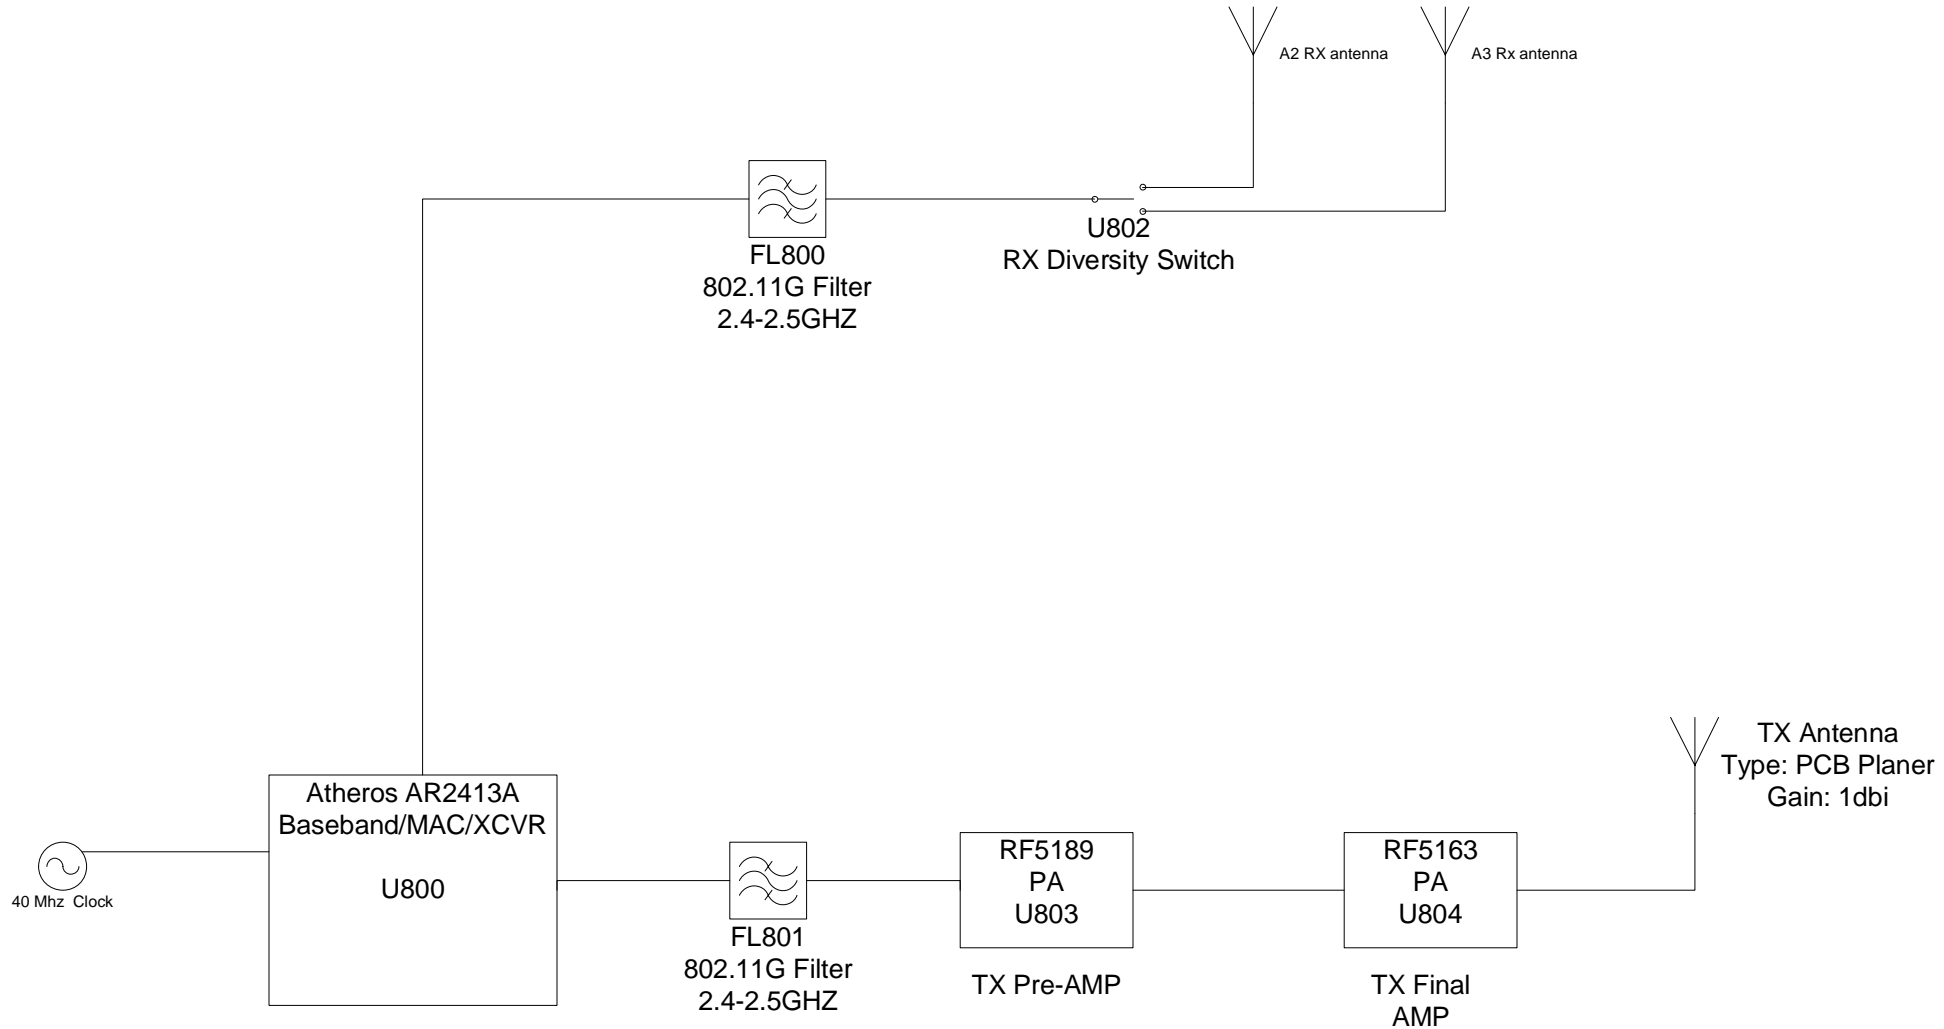 A2 RX antenna
A3 Rx antenna
FL800
802.11G Filter
2.4-2.5GHZ
U802
RX Diversity Switch
Atheros AR2413A
Baseband/MAC/XCVR
U800
40 Mhz  Clock
FL801
802.11G Filter
2.4-2.5GHZ
RF5189
PA
U803
TX Pre-AMP
RF5163
PA
U804
TX Final
AMP
TX Antenna
Type: PCB Planer
Gain: 1dbi